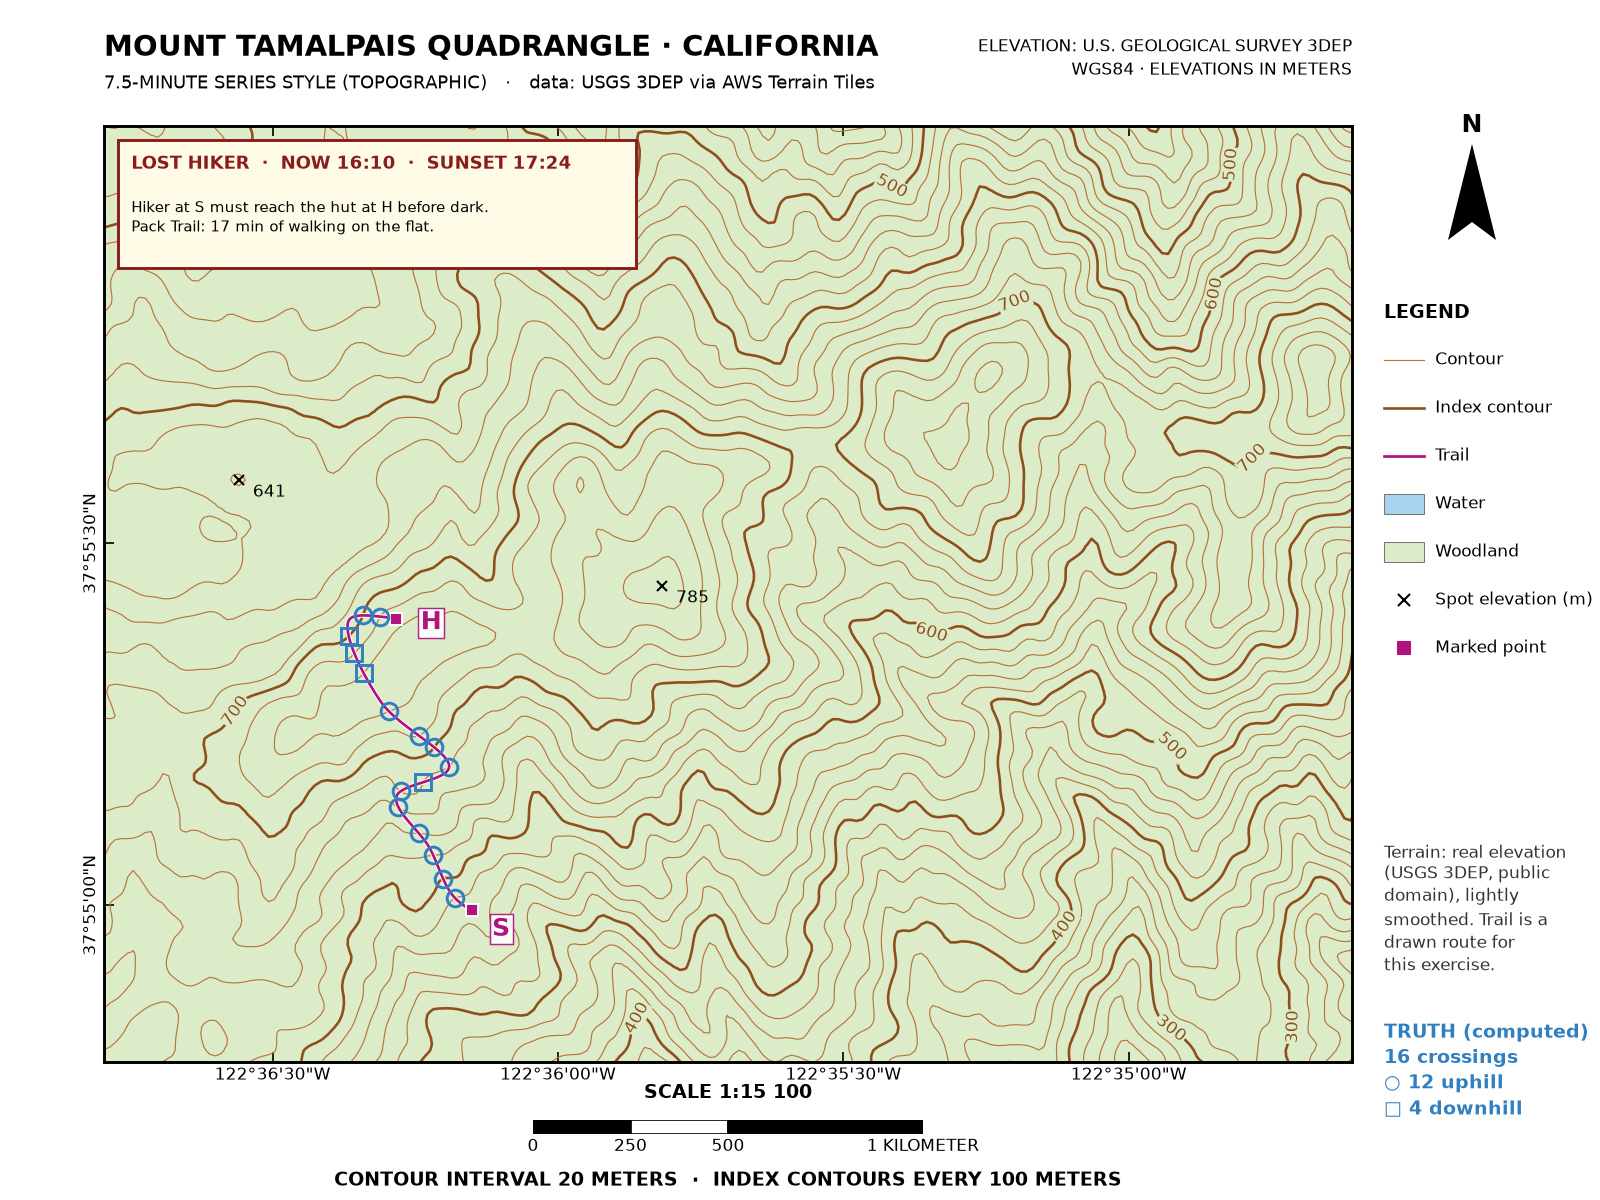 MOUNT TAMALPAIS QUADRANGLE · CALIFORNIA
7.5-MINUTE SERIES STYLE (TOPOGRAPHIC) · data: USGS 3DEP via AWS Terrain Tiles
ELEVATION: U.S. GEOLOGICAL SURVEY 3DEP
WGS84 · ELEVATIONS IN METERS
LOST HIKER · NOW 16:10 · SUNSET 17:24
Hiker at S must reach the hut at H before dark.
Pack Trail: 17 min of walking on the flat.
500
500
600
700
700
641
785
600
700
500
400
400
300
300
H
S
37°55'30"N
37°55'00"N
122°36'30"W
122°36'00"W
122°35'30"W
122°35'00"W
N
LEGEND
Contour
Index contour
Trail
Water
Woodland
Spot elevation (m)
Marked point
Terrain: real elevation
(USGS 3DEP, public
domain), lightly
smoothed. Trail is a
drawn route for
this exercise.
TRUTH (computed)
16 crossings
○ 12 uphill
□ 4 downhill
SCALE 1:15 100
0 250 500 1 KILOMETER
CONTOUR INTERVAL 20 METERS · INDEX CONTOURS EVERY 100 METERS